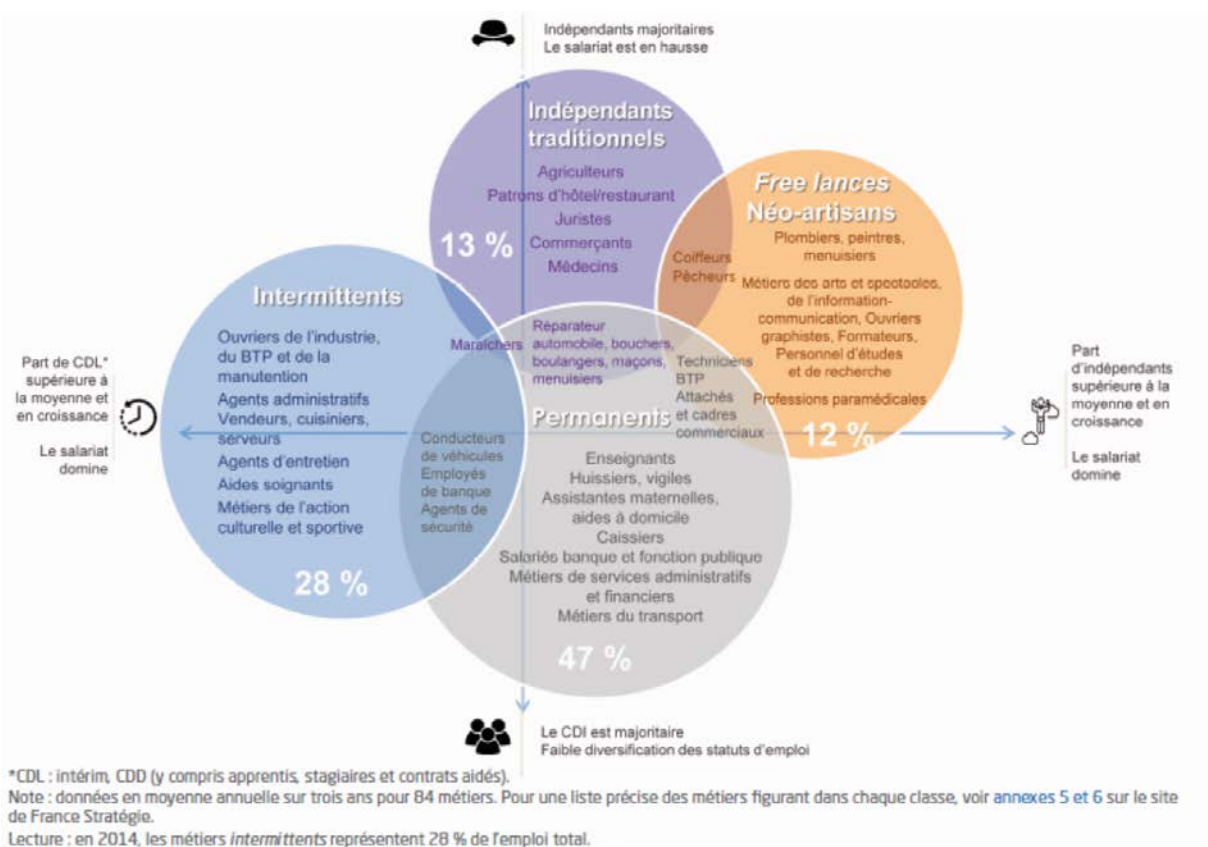 Indépendants majoritaires
Le salariat est en hausse
Indépendants
traditionnels
Agriculteurs
Patrons d'hôtel/restaurant
Juristes
Commerçants
Médecins
13 %
Free lances
Néo-artisans
Plombiers, peintres,
menuisiers
Métiers des arts et spectacles,
de l'information-
communication, Ouvriers
graphistes, Formateurs,
Personnel d'études
et de recherche
Professions paramédicales
12 %
Coiffeurs
Pêcheurs
Intermittents
Ouvriers de l'industrie,
du BTP et de la
manutention
Agents administratifs
Vendeurs, cuisiniers,
serveurs
Agents d'entretien
Aides soignants
Métiers de l'action
culturelle et sportive
28 %
Maraîchers
Réparateur
automobile, bouchers,
boulangers, maçons,
menuisiers
Techniciens
BTP
Attachés
et cadres
commerciaux
Part de CDL*
supérieure à
la moyenne et
en croissance
Le salariat
domine
Part
d'indépendants
supérieure à la
moyenne et en
croissance
Le salariat
domine
Permanents
Conducteurs
de véhicules
Employés
de banque
Agents de
sécurité
Enseignants
Huissiers, vigiles
Assistantes maternelles,
aides à domicile
Caissiers
Salariés banque et fonction publique
Métiers de services administratifs
et financiers
Métiers du transport
47 %
Le CDI est majoritaire
Faible diversification des statuts d'emploi
*CDL : intérim, CDD (y compris apprentis, stagiaires et contrats aidés).
Note : données en moyenne annuelle sur trois ans pour 84 métiers. Pour une liste précise des métiers figurant dans chaque classe, voir annexes 5 et 6 sur le site
de France Stratégie.
Lecture : en 2014, les métiers intermittents représentent 28 % de l'emploi total.